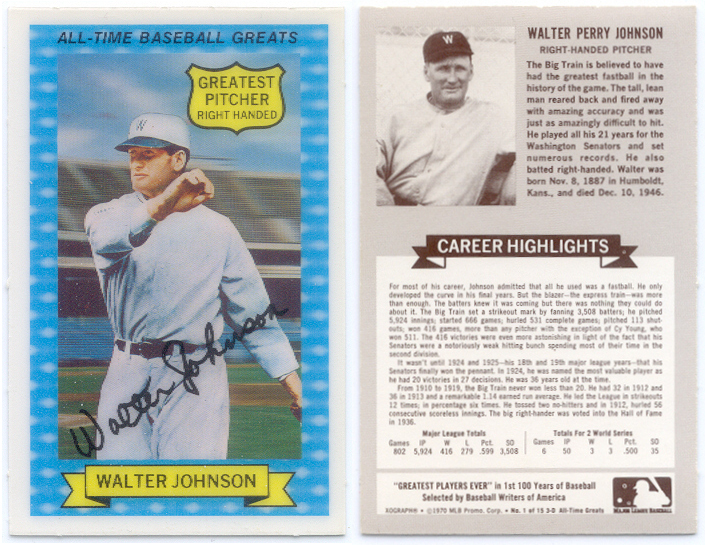 ALL-TIME BASEBALL GREATS
GREATEST
PITCHER
RIGHT HANDED
W
Walter Johnson
WALTER JOHNSON
W
WALTER PERRY JOHNSON
RIGHT-HANDED PITCHER
The Big Train is believed to have
had the greatest fastball in the
history of the game. The tall, lean
man reared back and fired away
with amazing accuracy and was
just as amazingly difficult to hit.
He played all his 21 years for the
Washington Senators and set
numerous records. He also
batted right-handed. Walter was
born Nov. 8, 1887 in Humboldt,
Kans., and died Dec. 10, 1946.
CAREER HIGHLIGHTS
For most of his career, Johnson admitted that all he used was a fastball. He only
developed the curve in his final years. But the blazer—the express train—was more
than enough. The batters knew it was coming but there was nothing they could do
about it. The Big Train set a strikeout mark by fanning 3,508 batters; he pitched
5,924 innings; started 666 games; hurled 531 complete games; pitched 113 shut-
outs; won 416 games, more than any pitcher with the exception of Cy Young, who
won 511. The 416 victories were even more astonishing in light of the fact that his
Senators were a notoriously weak hitting bunch spending most of their time in the
second division.
It wasn't until 1924 and 1925—his 18th and 19th major league years—that his
Senators finally won the pennant. In 1924, he was named the most valuable player as
he had 20 victories in 27 decisions. He was 36 years old at the time.
From 1910 to 1919, the Big Train never won less than 20. He had 32 in 1912 and
36 in 1913 and a remarkable 1.14 earned run average. He led the League in strikeouts
12 times; in percentage six times. He tossed two no-hitters and in 1912, hurled 56
consecutive scoreless innings. The big right-hander was voted into the Hall of Fame
in 1936.
Major League Totals Totals For 2 World Series
Games IP W L Pct. SO Games IP W L Pct. SO
802 5,924 416 279 .599 3,508 6 50 3 3 .500 35
"GREATEST PLAYERS EVER" in 1st 100 Years of Baseball
Selected by Baseball Writers of America
XOGRAPH® • ©1970 MLB Promo. Corp. • No. 1 of 15 3-D All-Time Greats
MAJOR LEAGUE BASEBALL